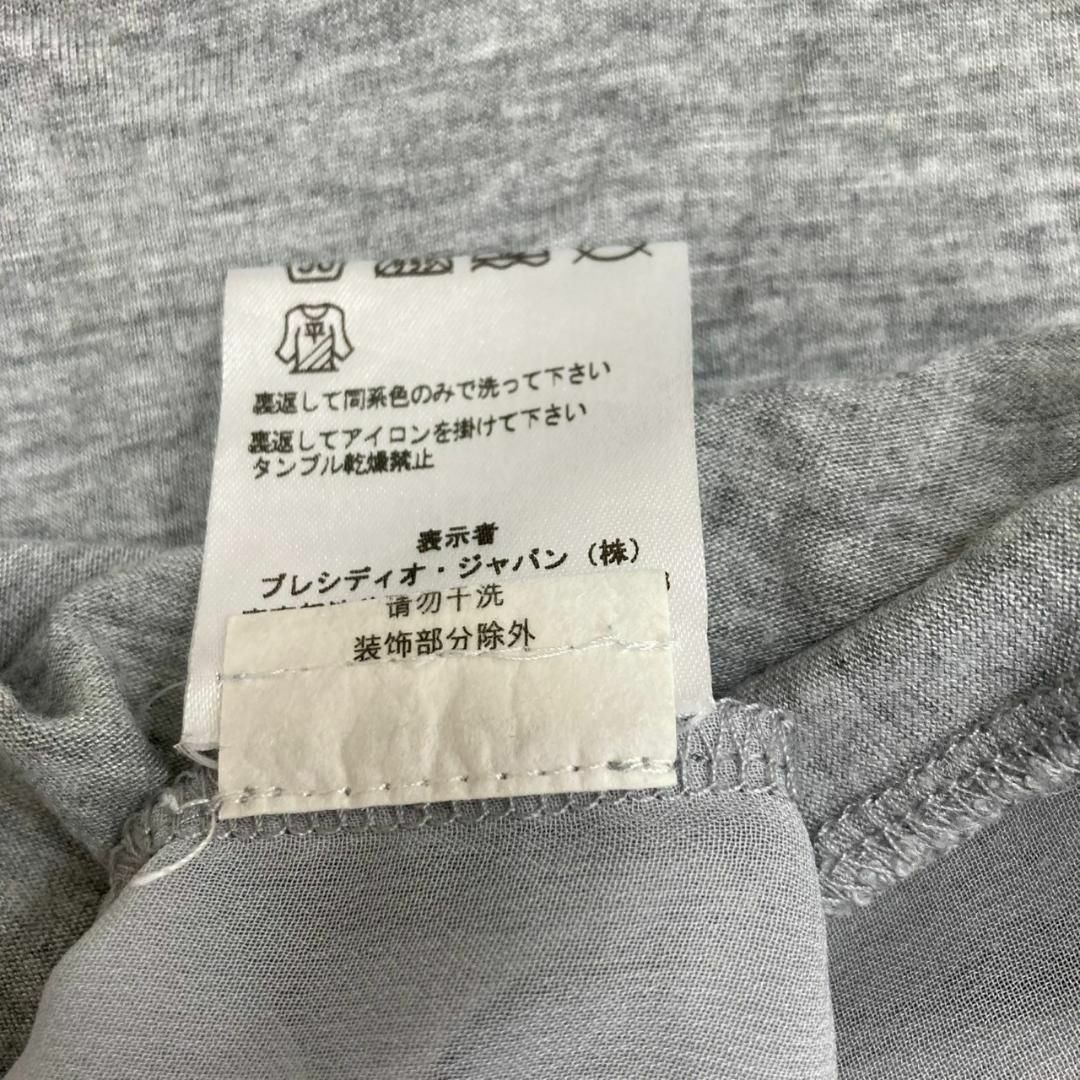 平
裏返して同系色のみで洗って下さい
裏返してアイロンを掛けて下さい
タンブル乾燥禁止
表示者
プレシディオ・ジャパン（株）
请勿干洗
装饰部分除外